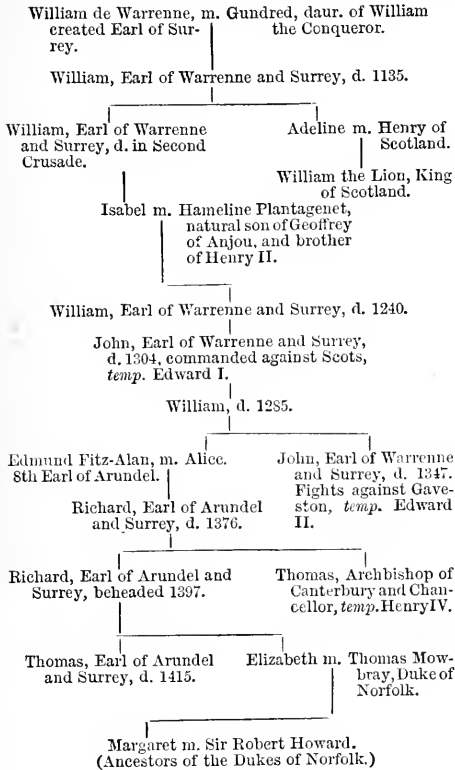 William de Warrenne, m. Gundred, daur. of William
created Earl of Sur-
rey.
the Conqueror.
William, Earl of Warrenne and Surrey, d. 1135.
William, Earl of Warrenne
and Surrey, d. in Second
Crusade.
Adeline m. Henry of
Scotland.
William the Lion, King
of Scotland.
Isabel m. Hameline Plantagenet,
natural son of Geoffrey
of Anjou, and brother
of Henry II.
William, Earl of Warrenne and Surrey, d. 1240.
John, Earl of Warrenne and Surrey,
d. 1304, commanded against Scots,
temp. Edward I.
William, d. 1285.
Edmund Fitz-Alan, m. Alice.
8th Earl of Arundel.
John, Earl of Warrenne
and Surrey, d. 1347.
Fights against Gave-
ston, temp. Edward
II.
Richard, Earl of Arundel
and Surrey, d. 1376.
Richard, Earl of Arundel and
Surrey, beheaded 1397.
Thomas, Archbishop of
Canterbury and Chan-
cellor, temp. Henry IV.
Thomas, Earl of Arundel
and Surrey, d. 1415.
Elizabeth m. Thomas Mow-
bray, Duke of
Norfolk.
Margaret m. Sir Robert Howard.
(Ancestors of the Dukes of Norfolk.)